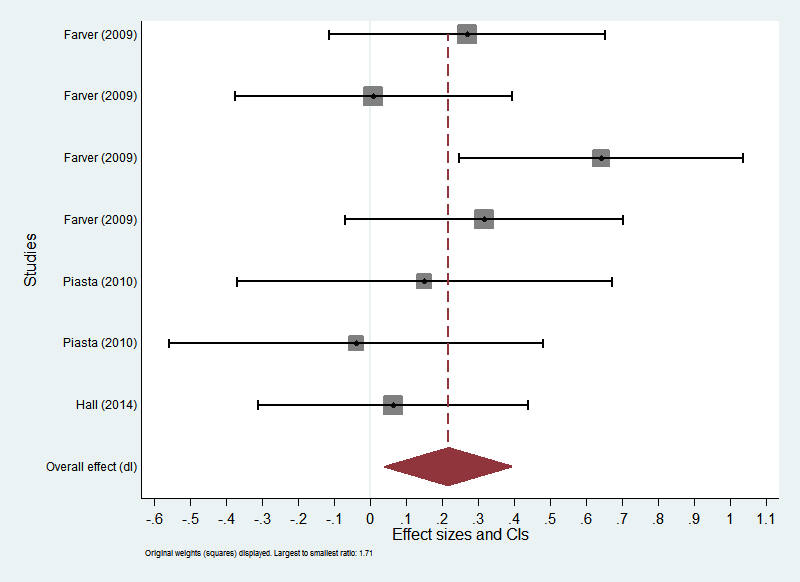 Studies
Farver (2009)
Farver (2009)
Farver (2009)
Farver (2009)
Piasta (2010)
Piasta (2010)
Hall (2014)
Overall effect (dl)
-.6 -.5 -.4 -.3 -.2 -.1 0 .1 .2 .3 .4 .5 .6 .7 .8 .9 1 1.1
Effect sizes and CIs
Original weights (squares) displayed. Largest to smallest ratio: 1.71